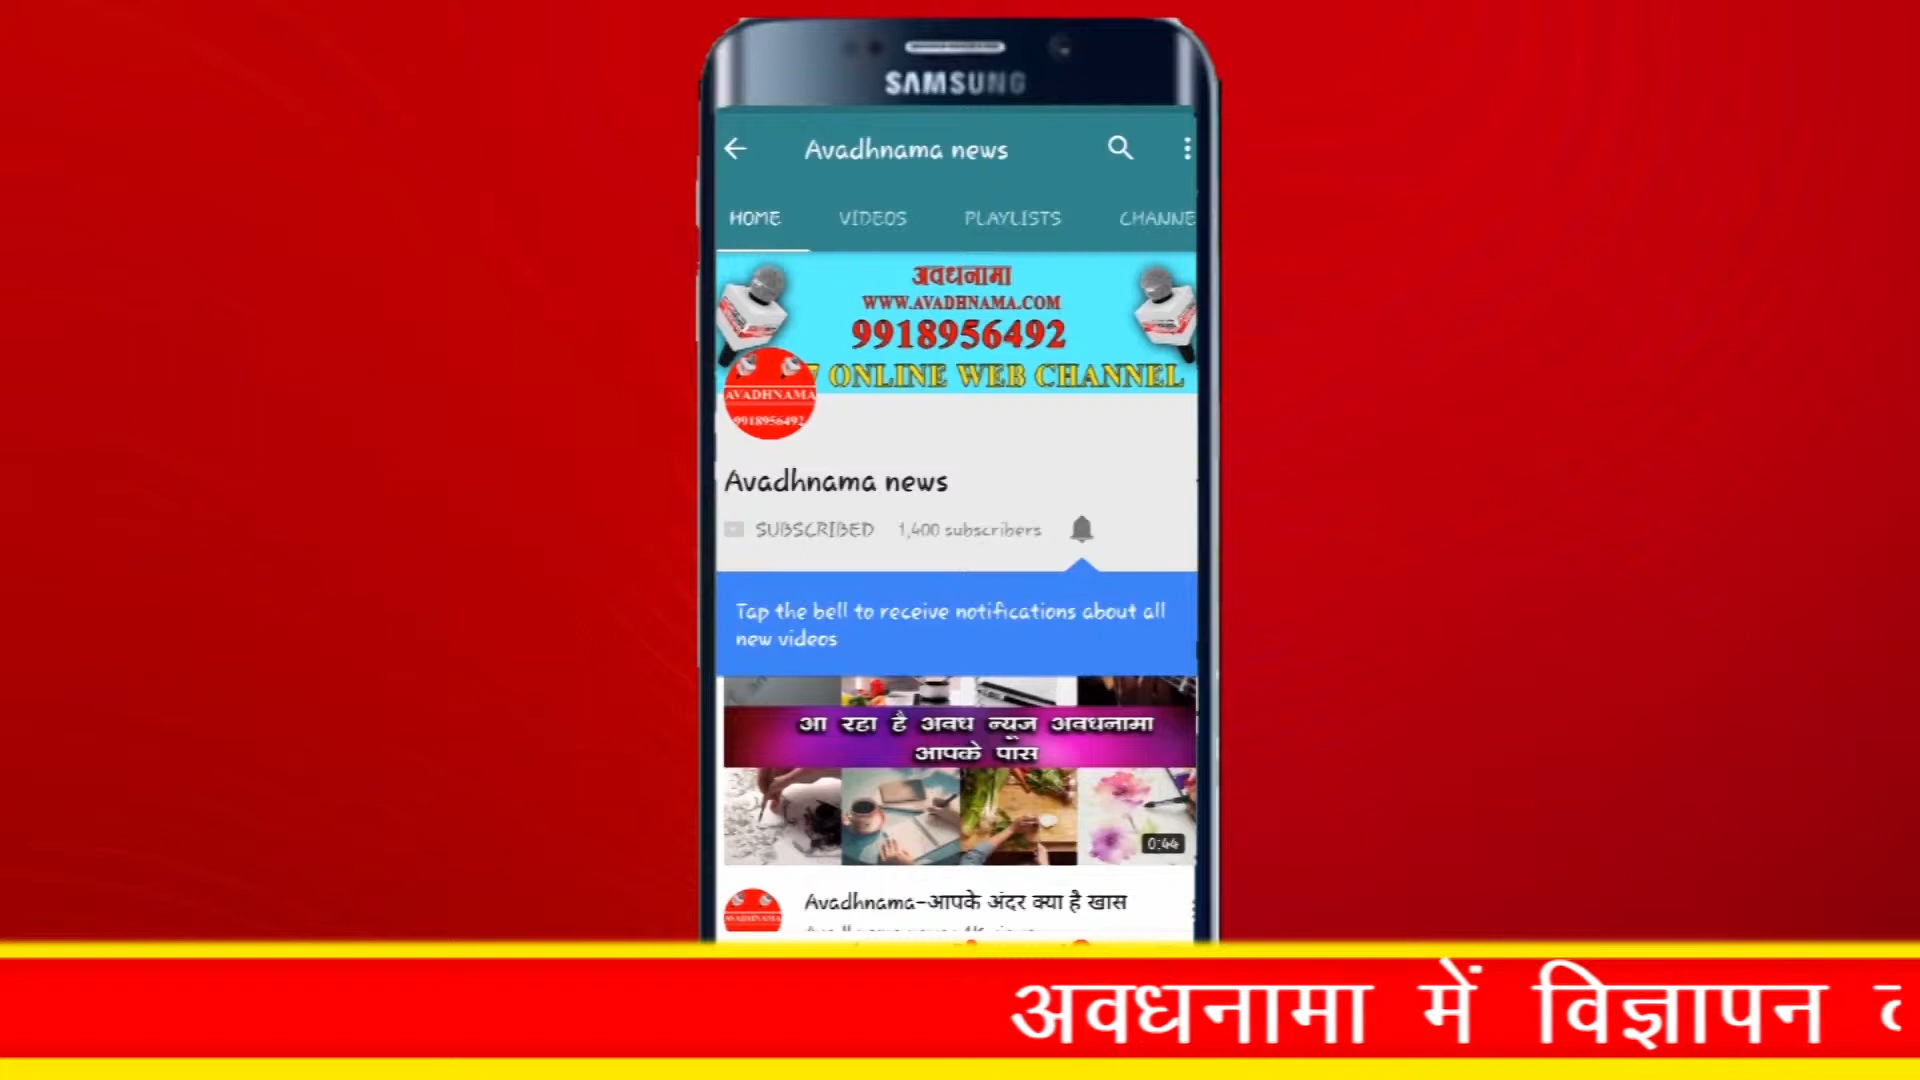 SAMSUNG
Avadhnama news
HOME VIDEOS PLAYLISTS CHANNE
अवधनामा
WWW.AVADHNAMA.COM
9918956492
7 ONLINE WEB CHANNEL
AVADHNAMA
9918956492
Avadhnama news
SUBSCRIBED 1,400 subscribers
Tap the bell to receive notifications about all
new videos
आ रहा है अवध न्यूज अवधनामा
आपके पास
0:44
AVADHNAMA
Avadhnama-आपके अंदर क्या है खास
अवधनामा में विज्ञापन